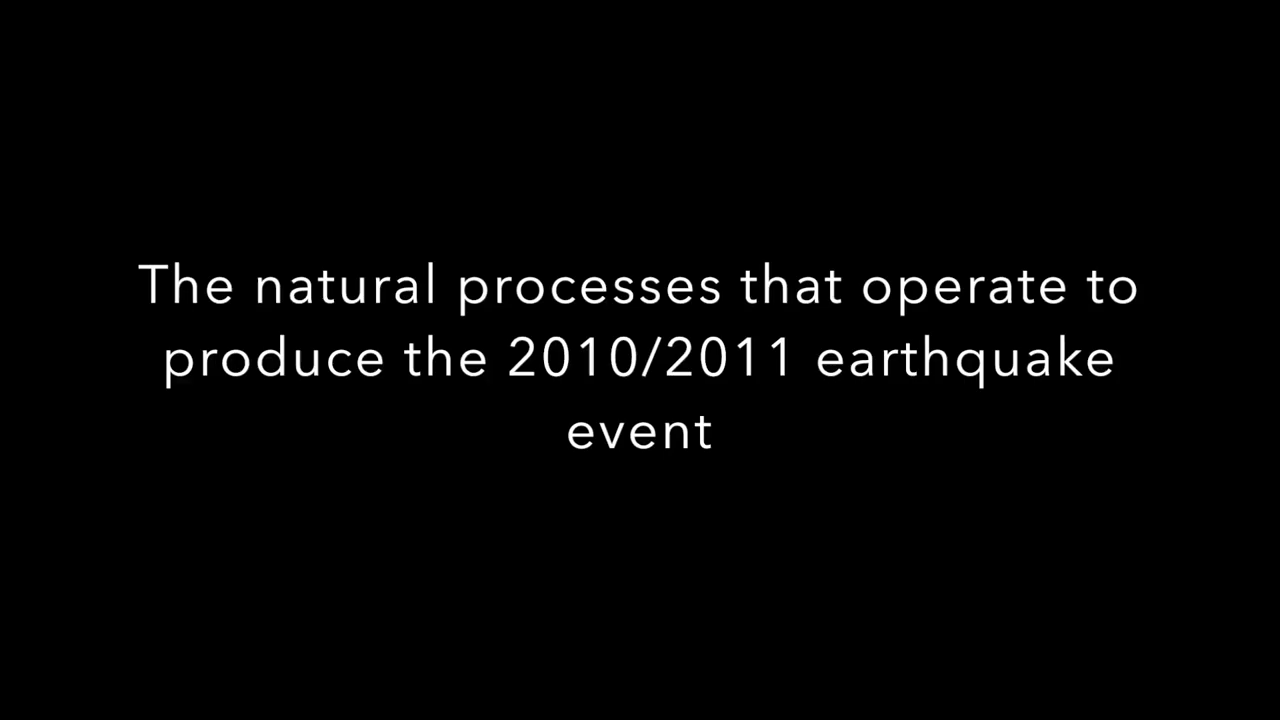 The natural processes that operate to
produce the 2010/2011 earthquake
event